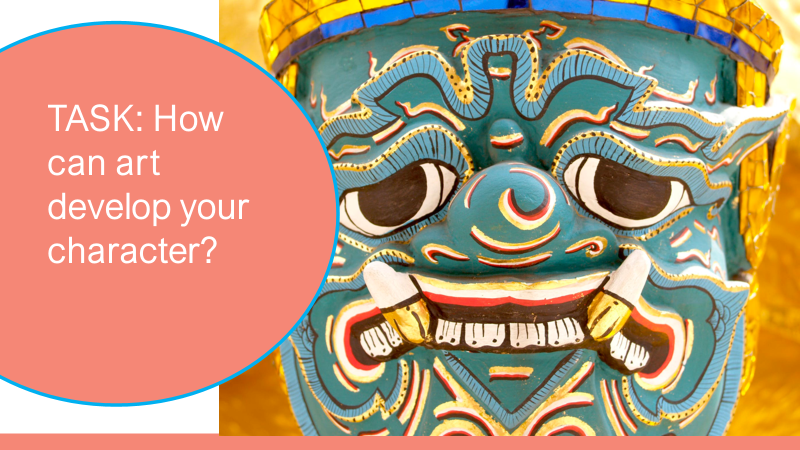 TASK: How
can art
develop your
character?